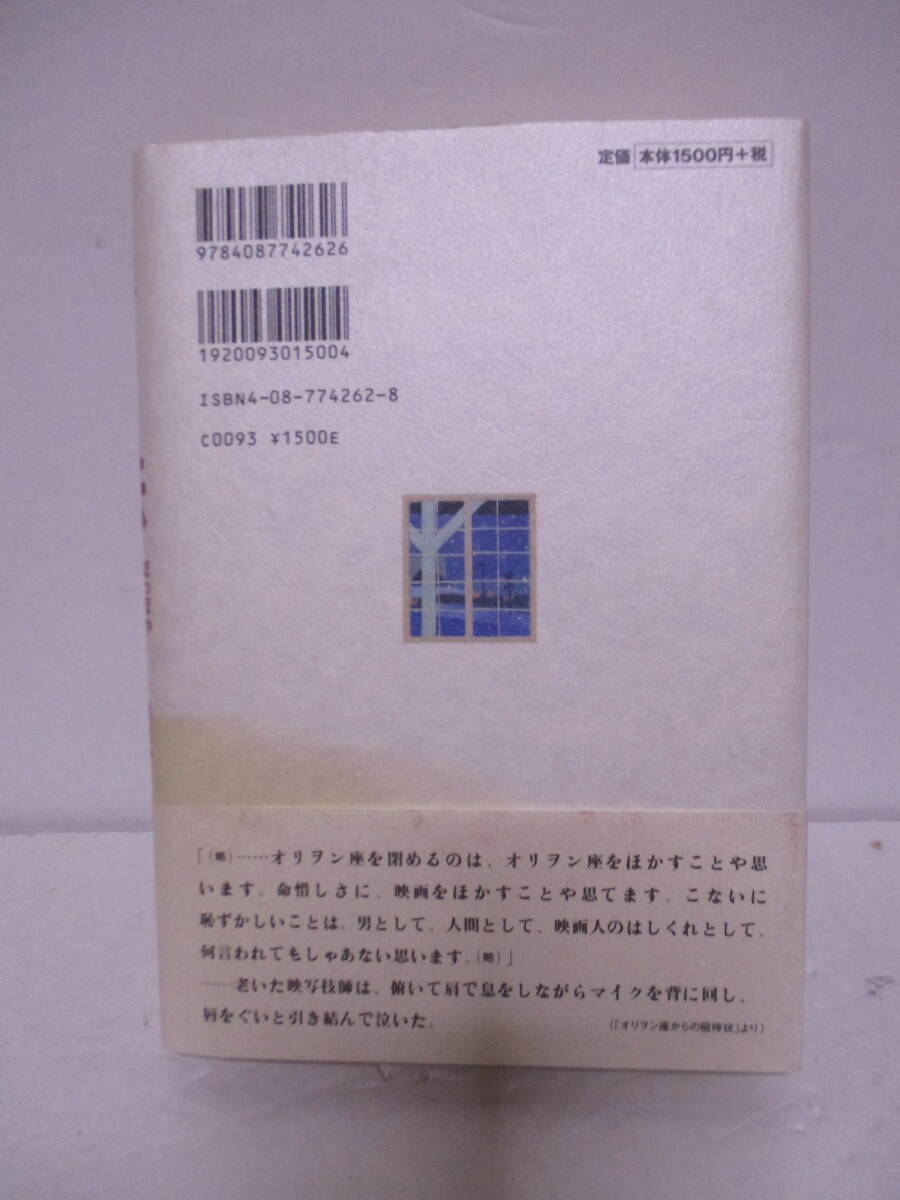 定価 本体1500円+税
9784087742626
1920093015004
ISBN4-08-774262-8
C0093 ¥1500E
「(略)……オリヲン座を閉めるのは、オリヲン座をほかすことや思
います。命惜しさに、映画をほかすことや思てます。こないに
恥ずかしいことは、男として、人間として、映画人のはしくれとして、
何言われてもしゃあない思います。(略)」
――老いた映写技師は、俯いて肩で息をしながらマイクを背に回し、
唇をぐいと引き結んで泣いた。
(「オリヲン座からの招待状」より)